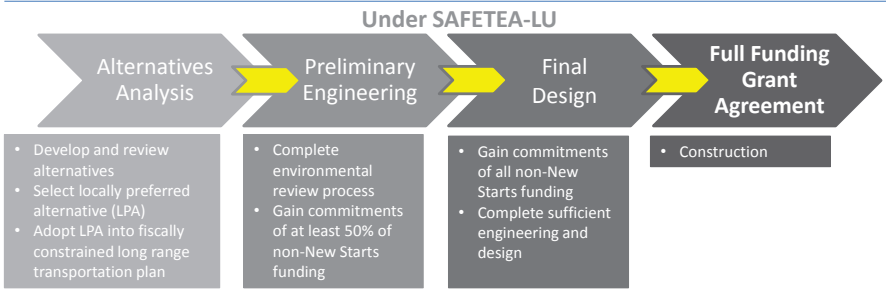 Under SAFETEA-LU
Alternatives
Analysis
Preliminary
Engineering
Final
Design
Full Funding
Grant
Agreement
• Develop and review
alternatives
• Select locally preferred
alternative (LPA)
• Adopt LPA into fiscally
constrained long range
transportation plan
• Complete
environmental
review process
• Gain commitments
of at least 50% of
non-New Starts
funding
• Gain commitments
of all non-New
Starts funding
• Complete sufficient
engineering and
design
• Construction